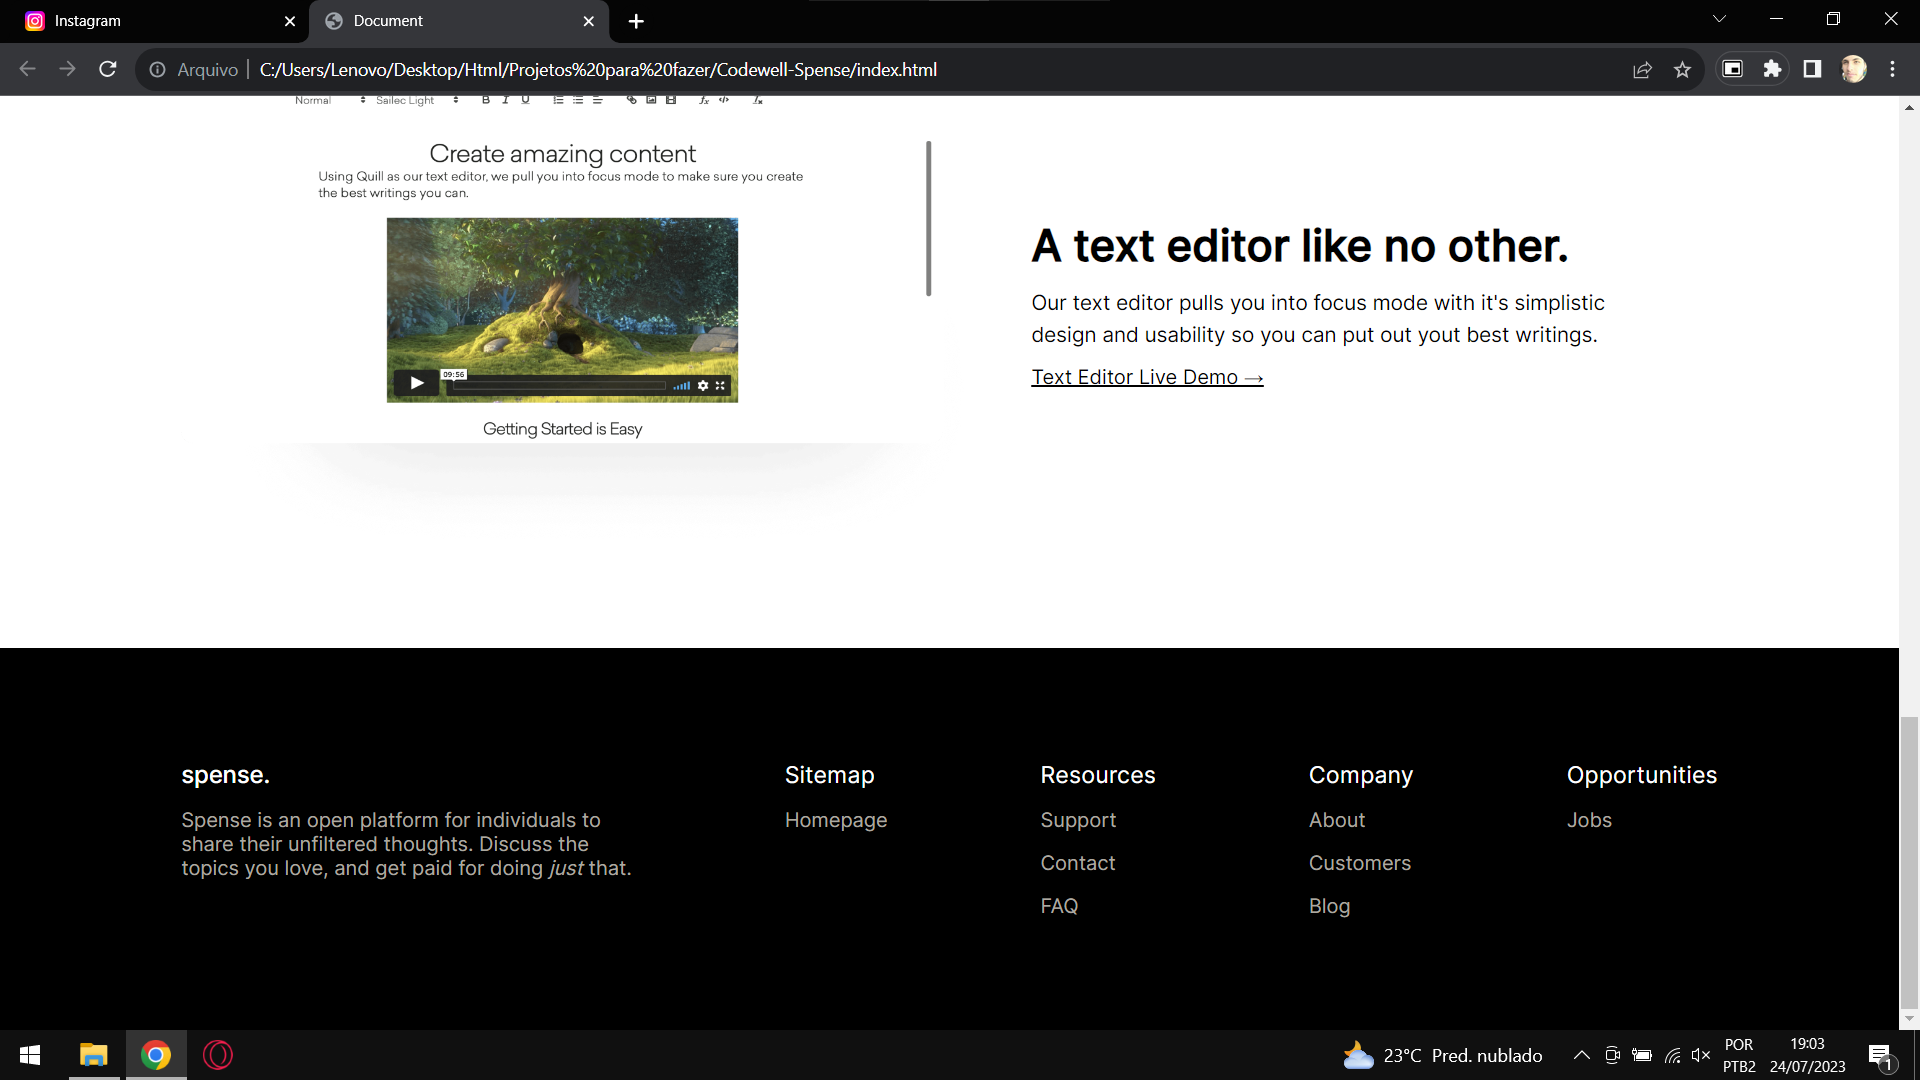 Instagram
Document
Arquivo
C:/Users/Lenovo/Desktop/Html/Projetos%20para%20fazer/Codewell-Spense/index.html
Normal Sailec Light B I U
Create amazing content
Using Quill as our text editor, we pull you into focus mode to make sure you create
the best writings you can.
09:56
Getting Started is Easy
A text editor like no other.
Our text editor pulls you into focus mode with it's simplistic
design and usability so you can put out yout best writings.
Text Editor Live Demo →
spense.
Spense is an open platform for individuals to
share their unfiltered thoughts. Discuss the
topics you love, and get paid for doing just that.
Sitemap
Homepage
Resources
Support
Contact
FAQ
Company
About
Customers
Blog
Opportunities
Jobs
23°C Pred. nublado
POR
PTB2
19:03
24/07/2023
1